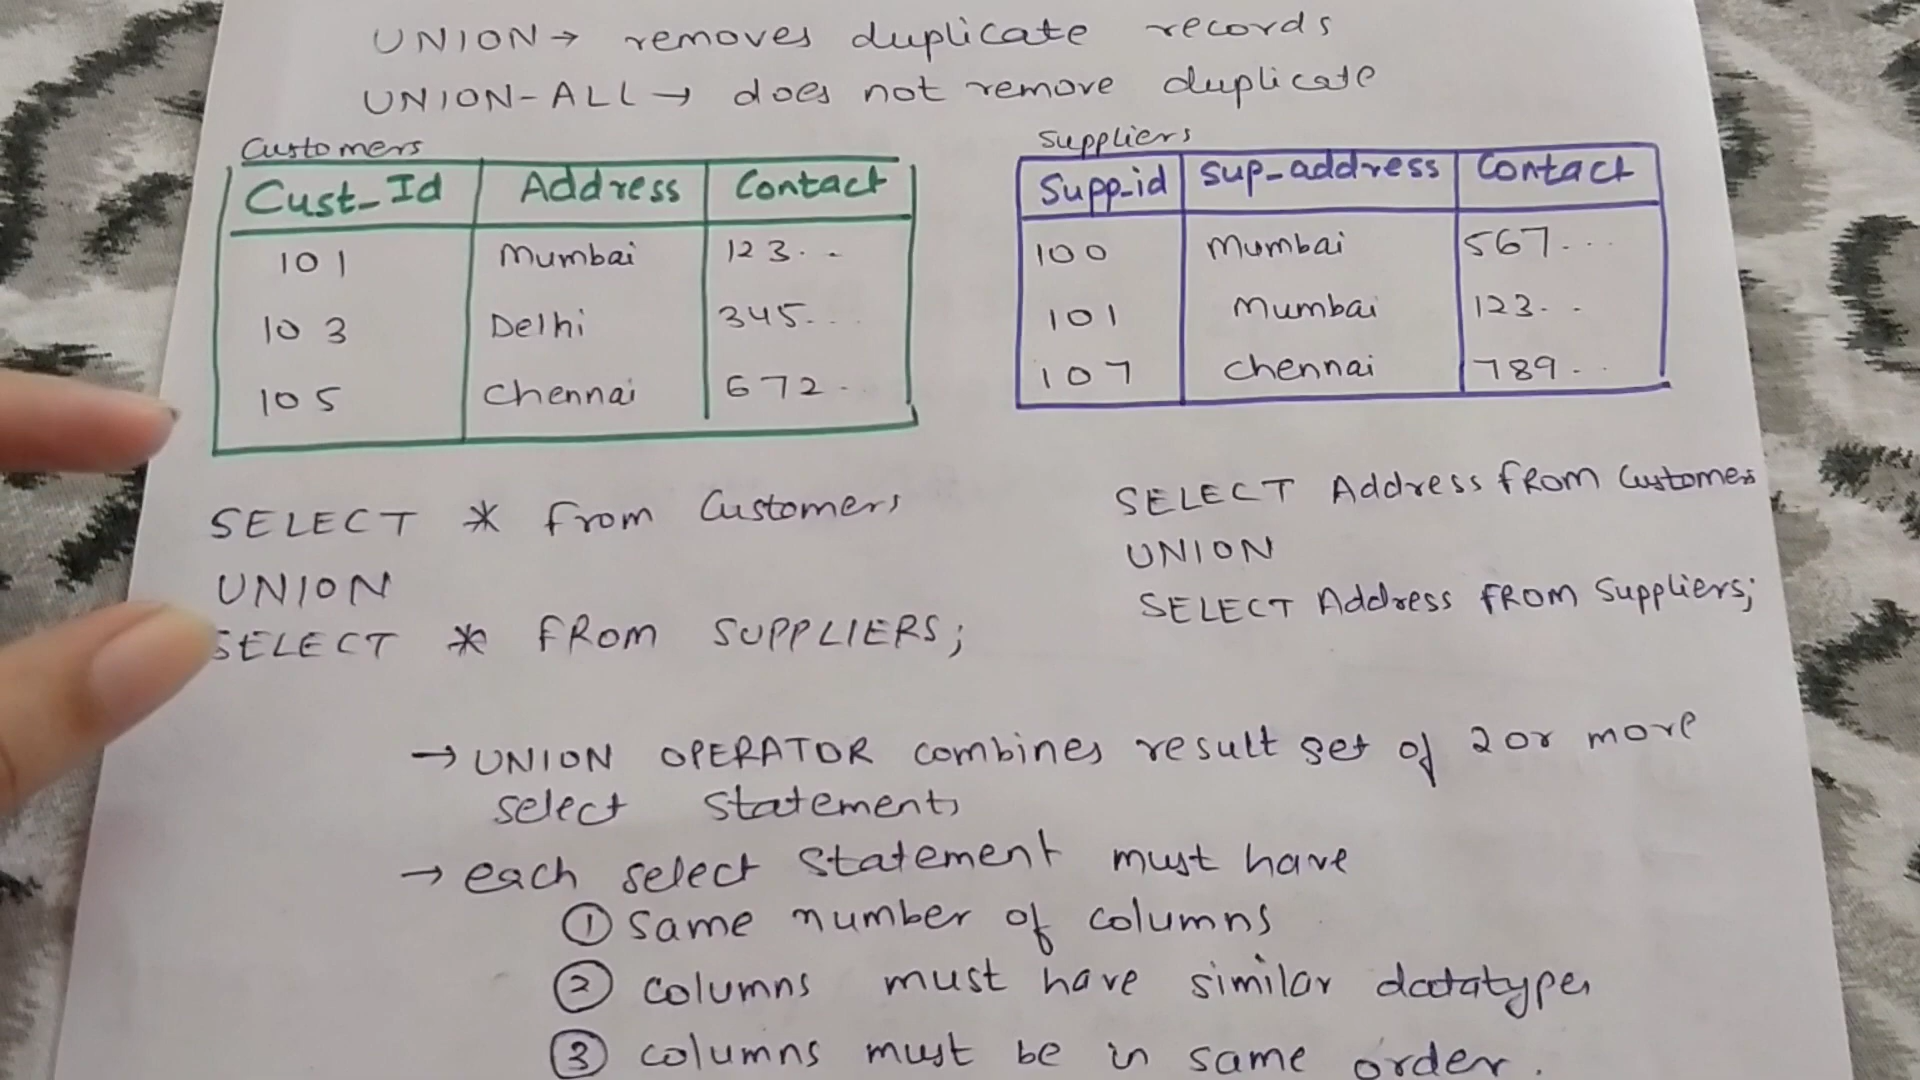 UNION → removes duplicate records
UNION-ALL → does not remove duplicate
Customers
Cust_Id Address Contact
101 Mumbai 123...
103 Delhi 345...
105 Chennai 672..
Suppliers
Supp_id sup_address Contact
100 Mumbai 567...
101 Mumbai 123...
107 Chennai 789...
SELECT * from Customers
UNION
SELECT * FROM SUPPLIERS;
SELECT Address FROM Customers
UNION
SELECT Address FROM Suppliers;
→ UNION OPERATOR combines result set of 2 or more
select statements
→ each select statement must have
① same number of columns
② columns must have similar datatypes
③ columns must be in same order.